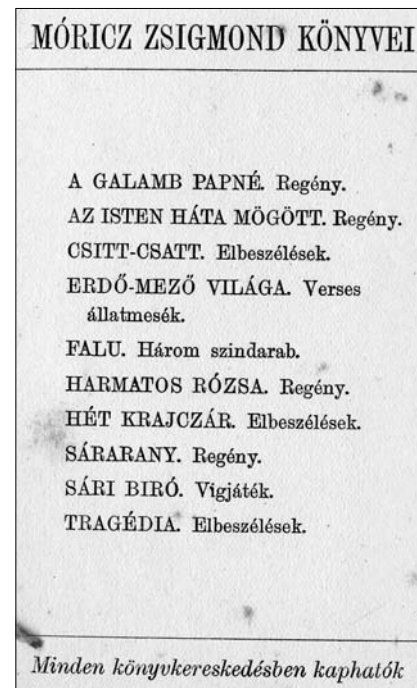 MÓRICZ ZSIGMOND KÖNYVEI
A GALAMB PAPNÉ. Regény.
AZ ISTEN HÁTA MÖGÖTT. Regény.
CSITT-CSATT. Elbeszélések.
ERDŐ-MEZŐ VILÁGA. Verses
állatmesék.
FALU. Három szindarab.
HARMATOS RÓZSA. Regény.
HÉT KRAJCZÁR. Elbeszélések.
SÁRARANY. Regény.
SÁRI BIRÓ. Vigjáték.
TRAGÉDIA. Elbeszélések.
Minden könyvkereskedésben kaphatók